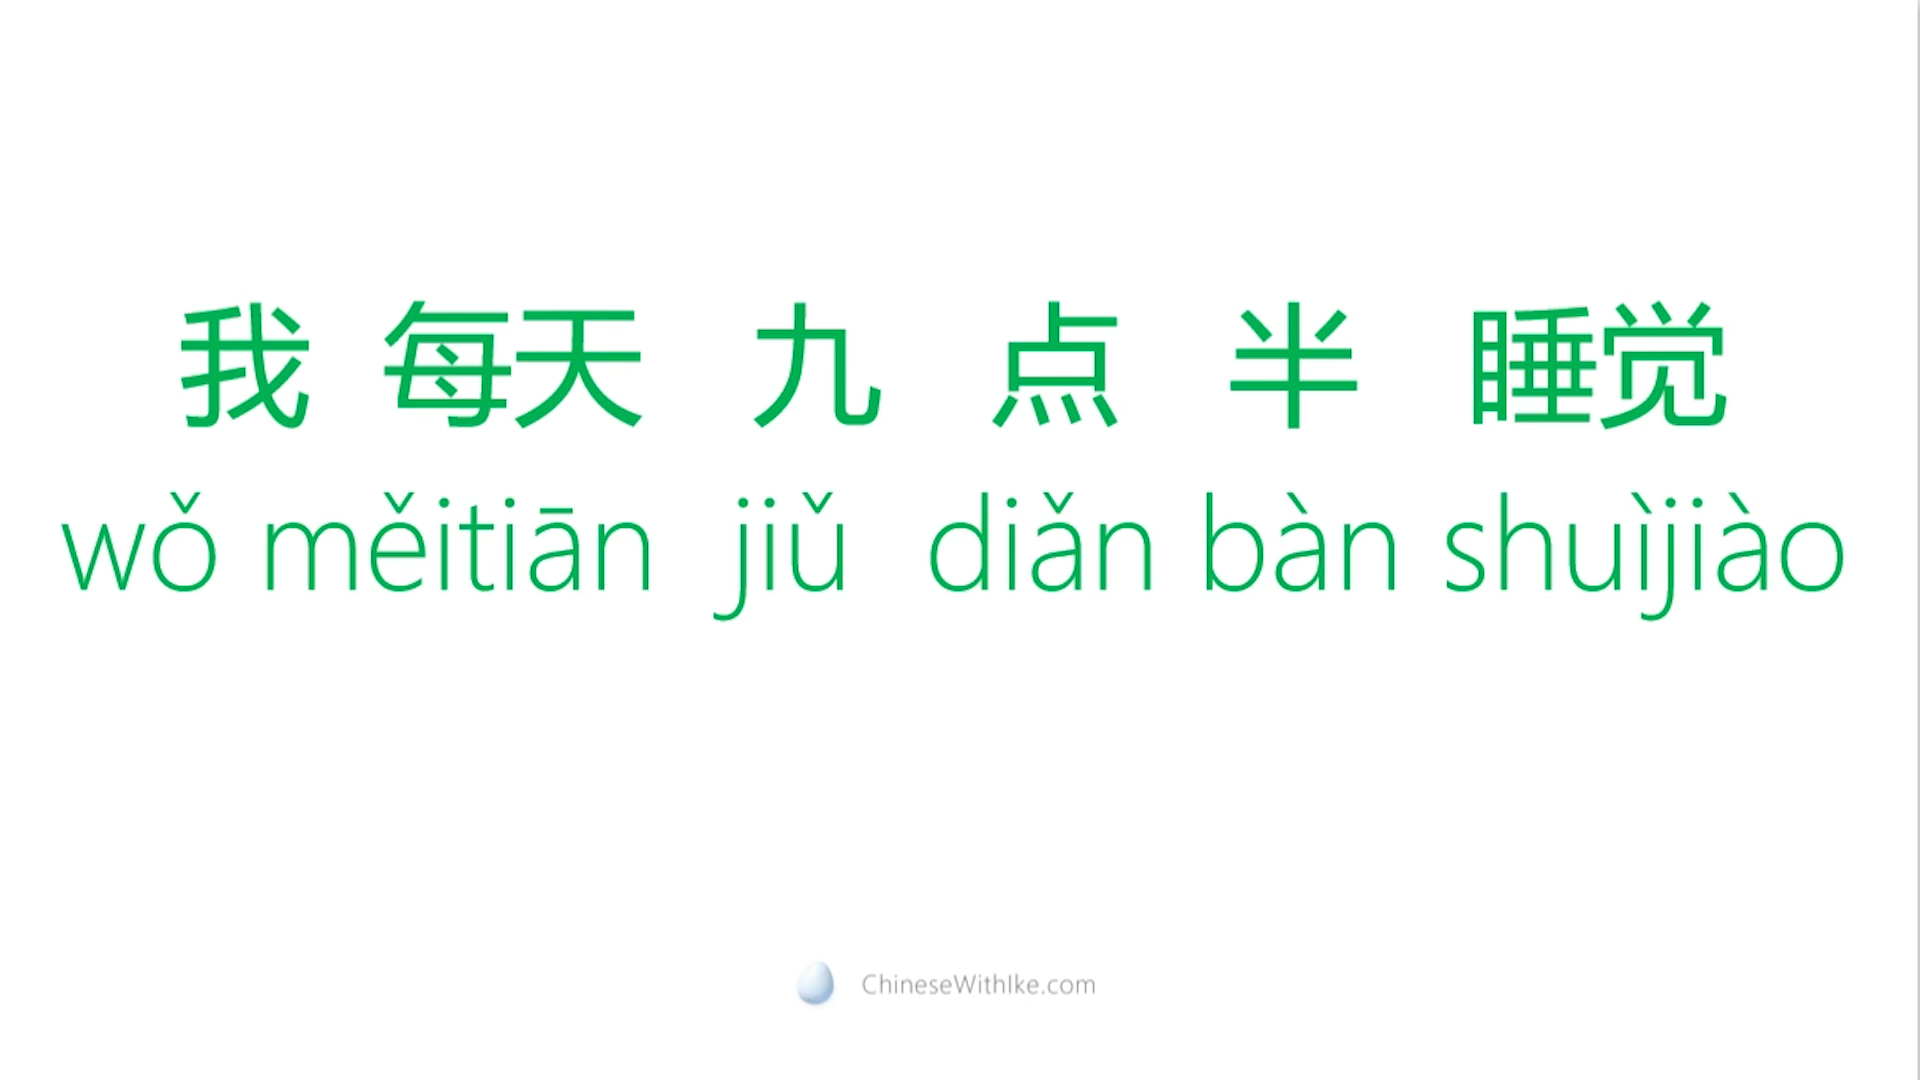 我 每天 九 点 半 睡觉
wǒ měitiān jiǔ diǎn bàn shuìjiào
ChineseWithIke.com